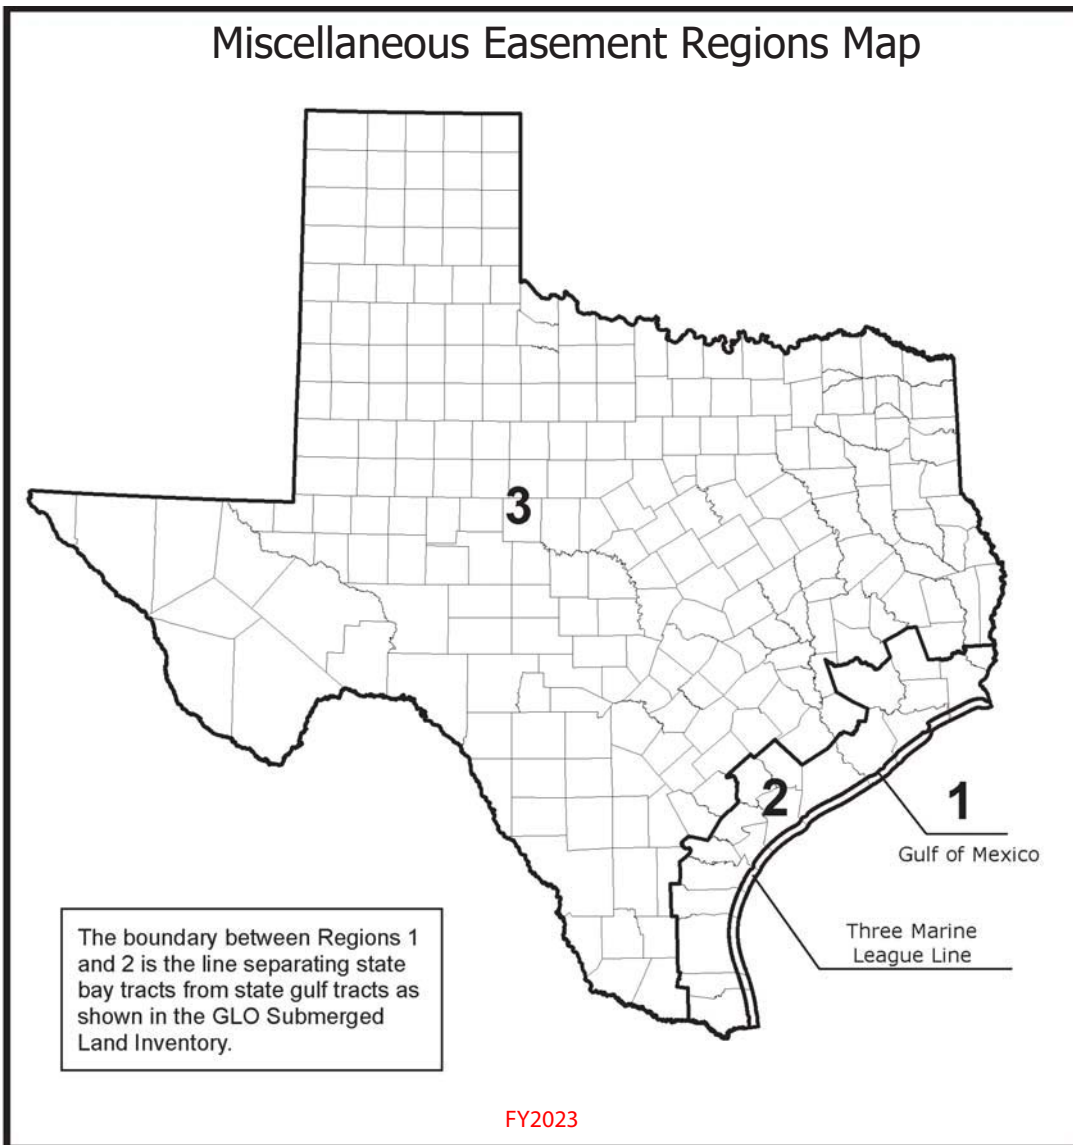 Miscellaneous Easement Regions Map
3
2
1
Gulf of Mexico
Three Marine
League Line
The boundary between Regions 1
and 2 is the line separating state
bay tracts from state gulf tracts as
shown in the GLO Submerged
Land Inventory.
FY2023